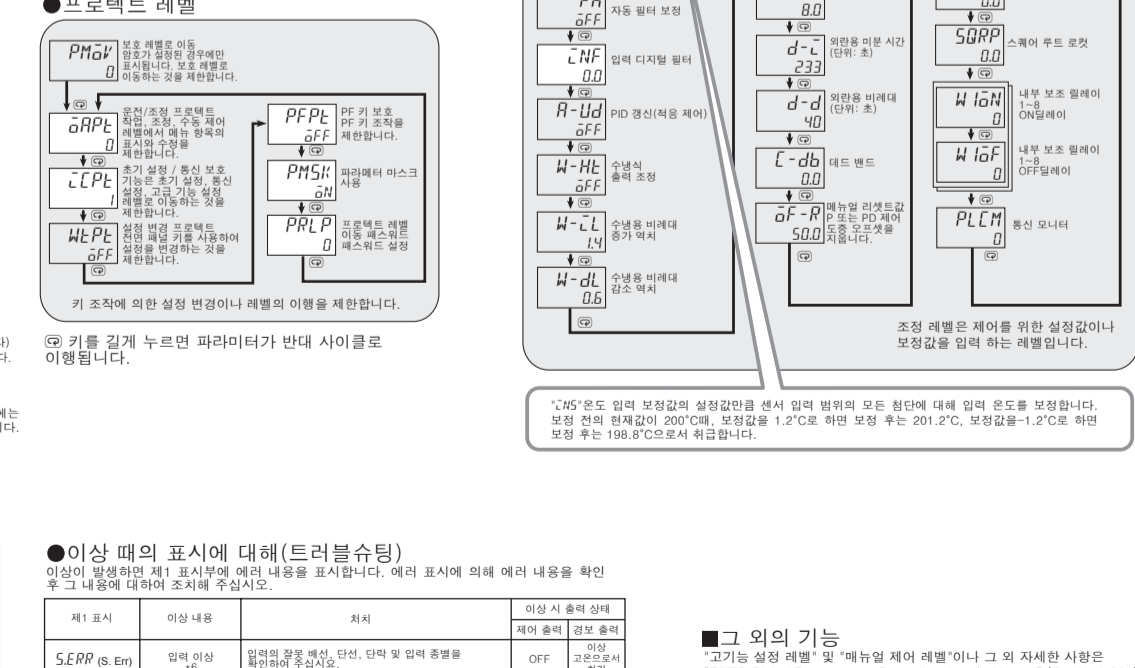 ●프로텍트 레벨
보호 레벨로 이동
암호가 설정된 경우에만
표시됩니다. 보호 레벨로
이동하는 것을 제한합니다.
0
운전/조정 프로텍트
작업, 조정, 수동 제어
레벨에서 메뉴 항목의
표시와 수정을
제한합니다.
0
초기 설정 / 통신 보호
기능은 초기 설정, 통신
설정, 고급 기능 설정
레벨로 이동하는 것을
제한합니다.
1
설정 변경 프로텍트
전면 패널 키를 사용하여
설정을 변경하는 것을
제한합니다.
oFF
PFPt
oFF
PF 키 보호
PF 키 조작을
제한합니다.
PMSK
oN
파라메터 마스크
사용
PRLP
0
프로텍트 레벨
이동 패스워드
패스워드 설정
키 조작에 의한 설정 변경이나 레벨의 이행을 제한합니다.
키를 길게 누르면 파라미터가 반대 사이클로
이행됩니다.
oFF
자동 필터 보정
iNF
0.0
입력 디지털 필터
A-Ud
oFF
PID 갱신(적응 제어)
W-Ht
oFF
수냉식
출력 조정
W-iL
1.4
수냉용 비례대
증가 역치
W-dL
0.6
수냉용 비례대
감소 역치
8.0
d-i
233
외란용 미분 시간
(단위: 초)
d-d
40
외란용 비례대
(단위: 초)
C-db
0.0
데드 밴드
oF-R
50.0
메뉴얼 리셋트값
P 또는 PD 제어
도중 오프셋을
지웁니다.
0.0
SQRP
0.0
스퀘어 루트 로컷
W1oN
0
내부 보조 릴레이
1~8
ON딜레이
W1oF
0
내부 보조 릴레이
1~8
OFF딜레이
PLCM
0
통신 모니터
조정 레벨은 제어를 위한 설정값이나
보정값을 입력 하는 레벨입니다.
"iNS"온도 입력 보정값의 설정값만큼 센서 입력 범위의 모든 첨단에 대해 입력 온도를 보정합니다.
보정 전의 현재값이 200°C때, 보정값을 1.2°C로 하면 보정 후는 201.2°C, 보정값을-1.2°C로 하면
보정 후는 198.8°C으로서 취급합니다.
●이상 때의 표시에 대해(트러블슈팅)
이상이 발생하면 제1 표시부에 에러 내용을 표시합니다. 에러 표시에 의해 에러 내용을 확인
후 그 내용에 대하여 조치해 주십시오.
제1 표시
이상 내용
처치
이상 시 출력 상태
제어 출력
경보 출력
S.ERR (S. Err)
입력 이상
*6
입력의 잘못 배선, 단선, 단락 및 입력 종별을
확인하여 주십시요.
OFF
이상
고온으로서
■그 외의 기능
"고기능 설정 레벨" 및 "매뉴얼 제어 레벨"이나 그 외 자세한 사항은